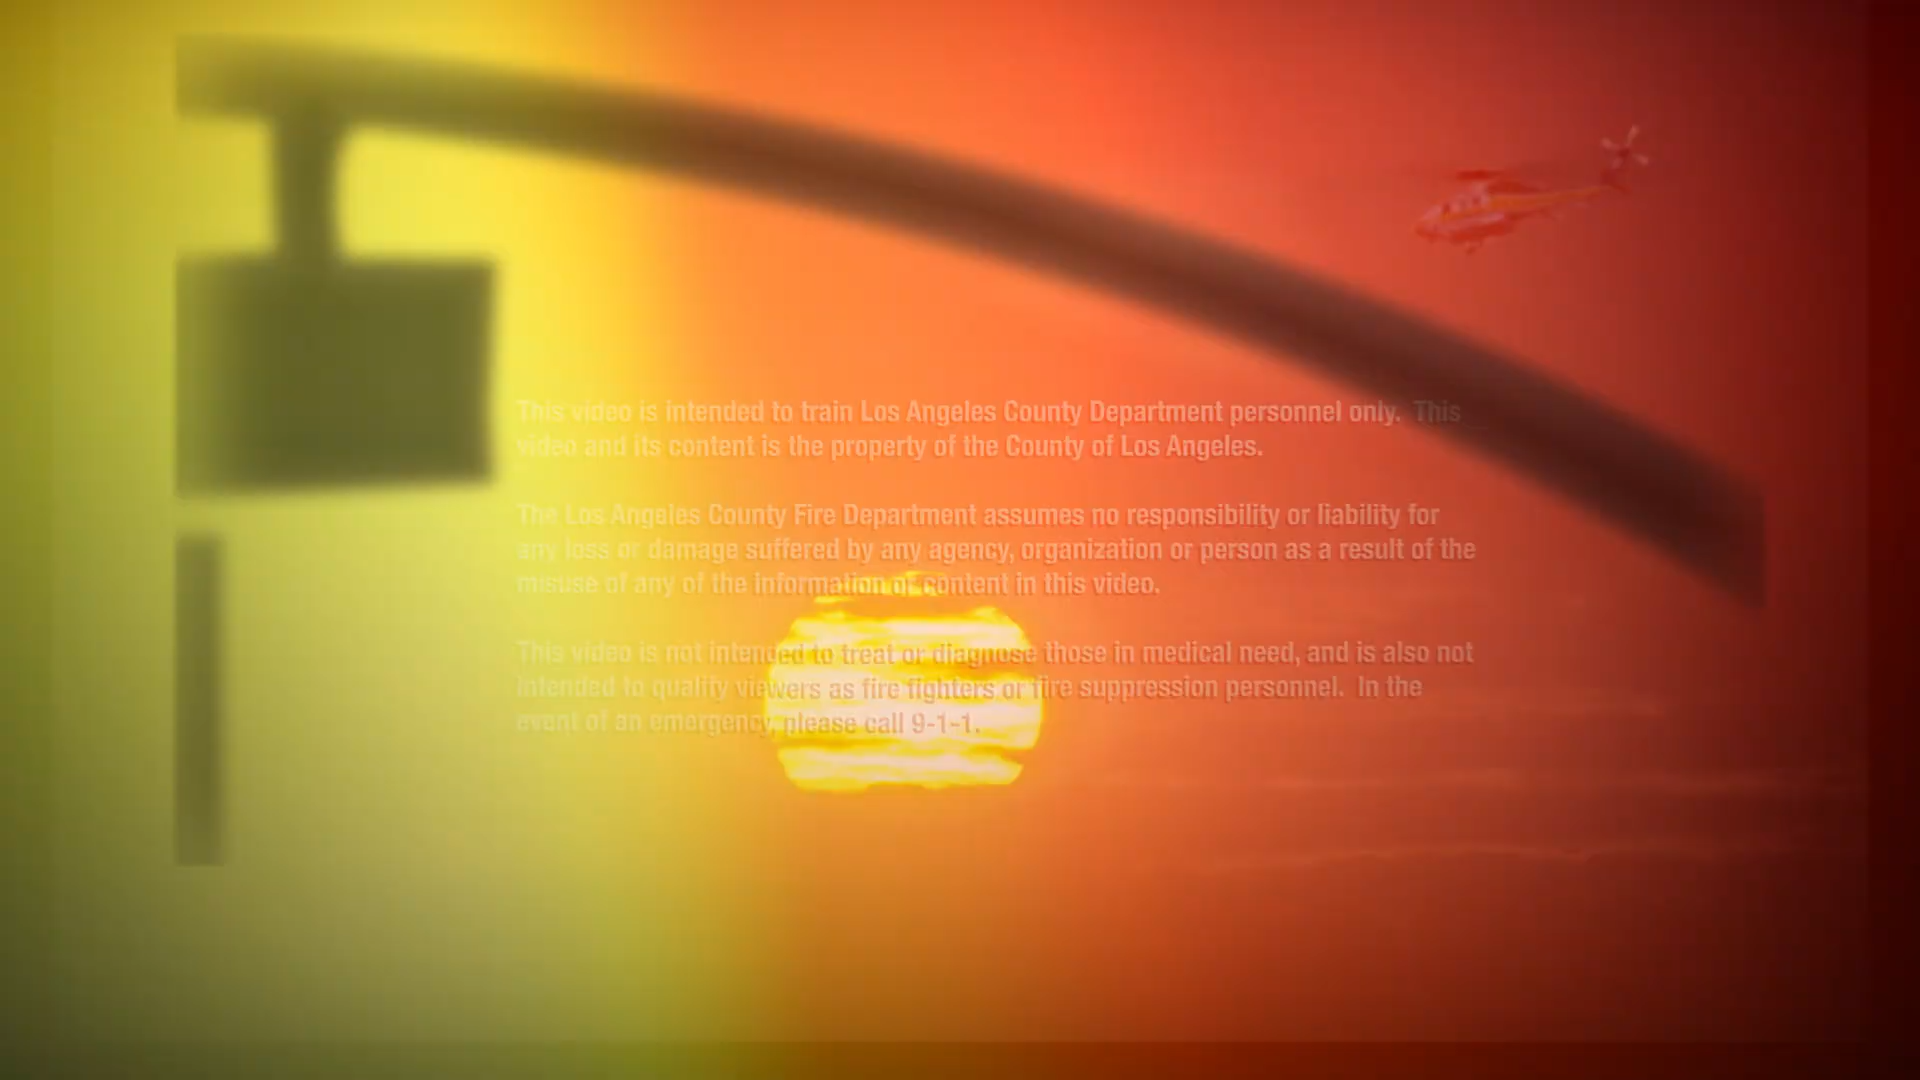 This video is intended to train Los Angeles County Department personnel only.  This
video and its content is the property of the County of Los Angeles.
The Los Angeles County Fire Department assumes no responsibility or liability for
any loss or damage suffered by any agency, organization or person as a result of the
misuse of any of the information or content in this video.
This video is not intended to treat or diagnose those in medical need, and is also not
intended to qualify viewers as fire fighters or fire suppression personnel.  In the
event of an emergency, please call 9-1-1.